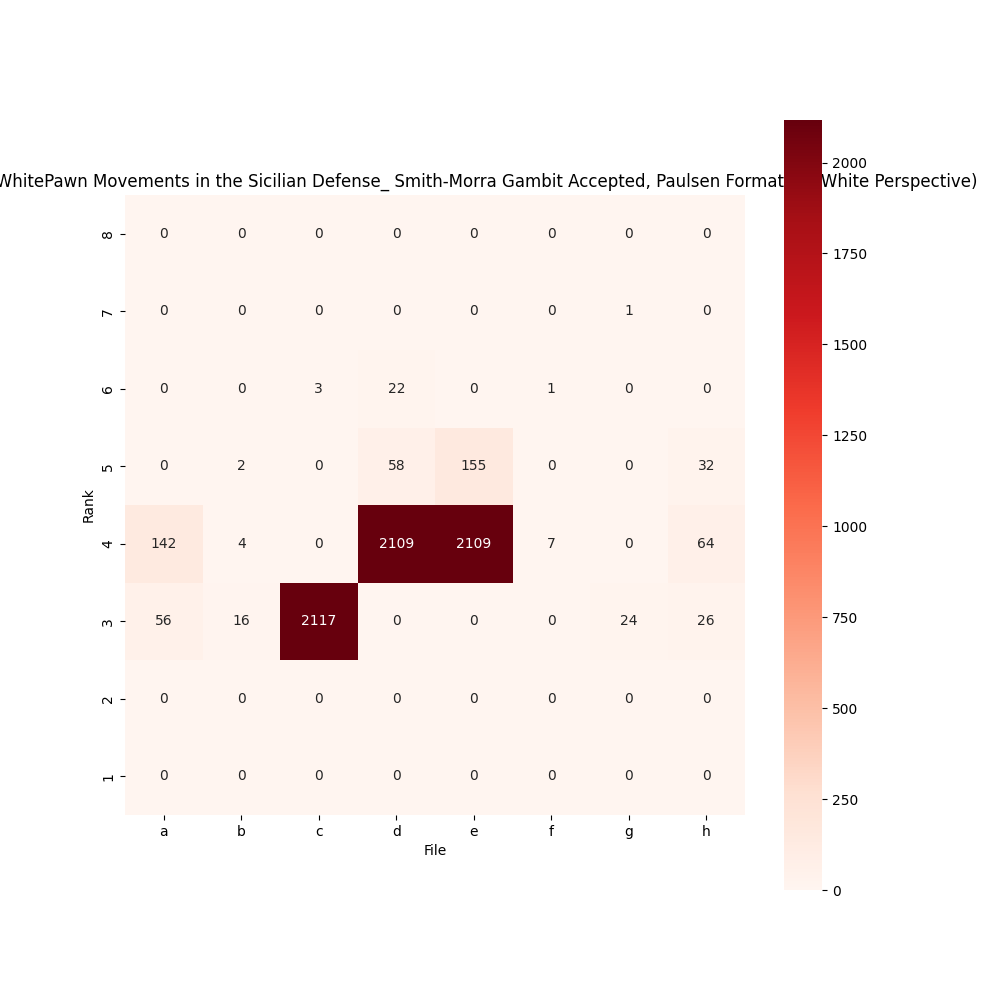 WhitePawn Movements in the Sicilian Defense_ Smith-Morra Gambit Accepted, Paulsen Format White Perspective)
8 0 0 0 0 0 0 0 0
7 0 0 0 0 0 0 1 0
6 0 0 3 22 0 1 0 0
5 0 2 0 58 155 0 0 32
4 142 4 0 2109 2109 7 0 64
3 56 16 2117 0 0 0 24 26
2 0 0 0 0 0 0 0 0
1 0 0 0 0 0 0 0 0
a b c d e f g h
Rank
File
2000
1750
1500
1250
1000
750
500
250
0